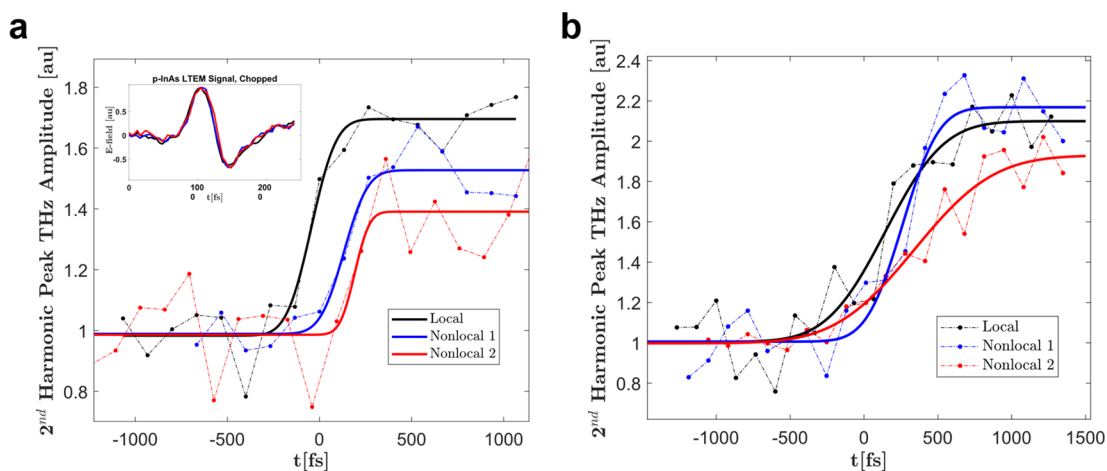 a
2nd Harmonic Peak THz Amplitude [au]
1.8
1.6
1.4
1.2
1
0.8
p-InAs LTEM Signal, Chopped
E-field [au]
0.5
0
-0.5
0 100 200
0 t[fs] 0
Local
Nonlocal 1
Nonlocal 2
-1000 -500 0 500 1000
t[fs]
b
2nd Harmonic Peak THz Amplitude [au]
2.4
2.2
2
1.8
1.6
1.4
1.2
1
0.8
Local
Nonlocal 1
Nonlocal 2
-1000 -500 0 500 1000 1500
t[fs]